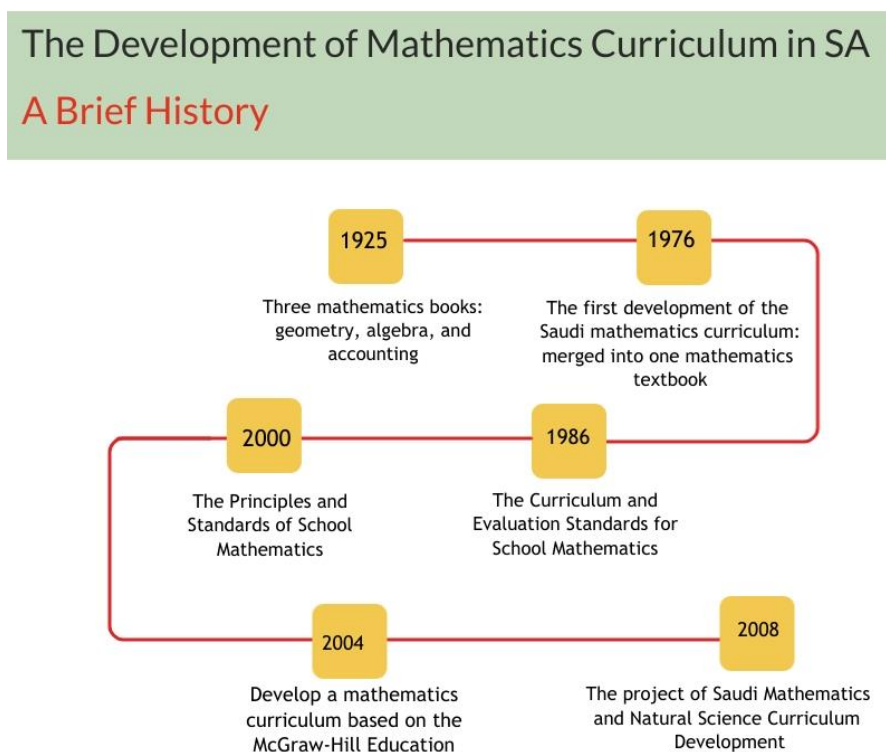 The Development of Mathematics Curriculum in SA
A Brief History
1925
Three mathematics books:
geometry, algebra, and
accounting
1976
The first development of the
Saudi mathematics curriculum:
merged into one mathematics
textbook
1986
The Curriculum and
Evaluation Standards for
School Mathematics
2000
The Principles and
Standards of School
Mathematics
2004
Develop a mathematics
curriculum based on the
McGraw-Hill Education
2008
The project of Saudi Mathematics
and Natural Science Curriculum
Development